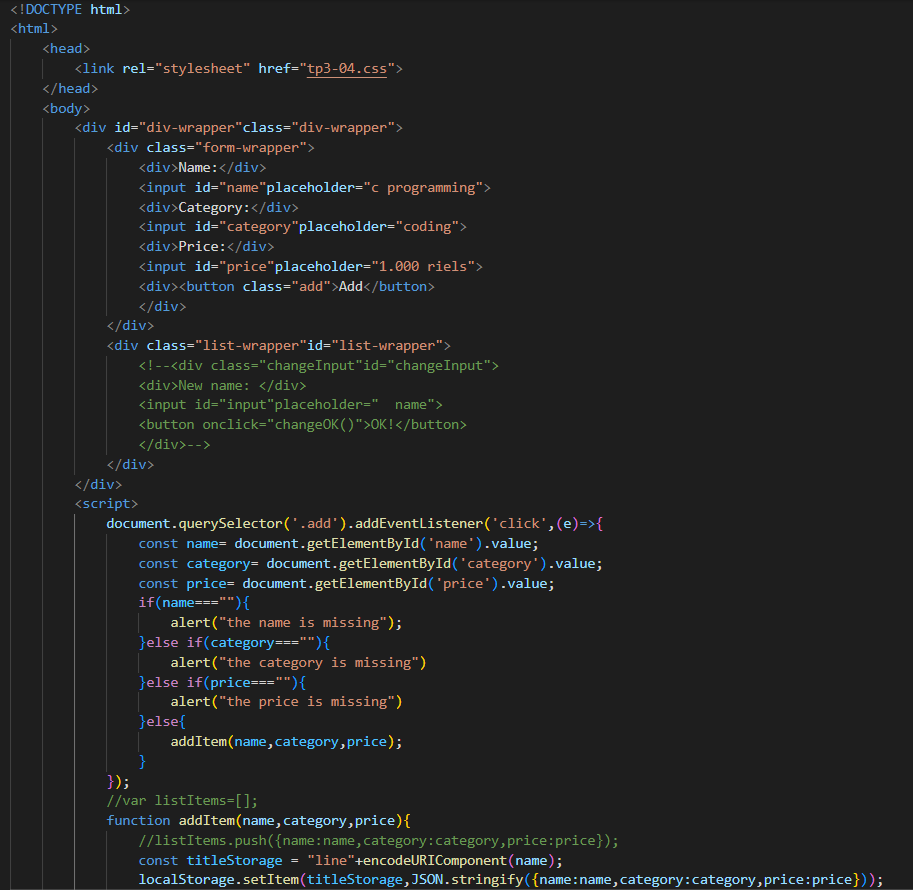 <!DOCTYPE html>
<html>
<head>
<link rel="stylesheet" href="tp3-04.css">
</head>
<body>
<div id="div-wrapper"class="div-wrapper">
<div class="form-wrapper">
<div>Name:</div>
<input id="name"placeholder="c programming">
<div>Category:</div>
<input id="category"placeholder="coding">
<div>Price:</div>
<input id="price"placeholder="1.000 riels">
<div><button class="add">Add</button>
</div>
</div>
<div class="list-wrapper"id="list-wrapper">
<!--<div class="changeInput"id="changeInput">
<div>New name: </div>
<input id="input"placeholder="  name">
<button onclick="changeOK()">OK!</button>
</div>-->
</div>
</div>
<script>
document.querySelector('.add').addEventListener('click',(e)=>{
const name= document.getElementById('name').value;
const category= document.getElementById('category').value;
const price= document.getElementById('price').value;
if(name===""){
alert("the name is missing");
}else if(category===""){
alert("the category is missing")
}else if(price===""){
alert("the price is missing")
}else{
addItem(name,category,price);
}
});
//var listItems=[];
function addItem(name,category,price){
//listItems.push({name:name,category:category,price:price});
const titleStorage = "line"+encodeURIComponent(name);
localStorage.setItem(titleStorage,JSON.stringify({name:name,category:category,price:price}));